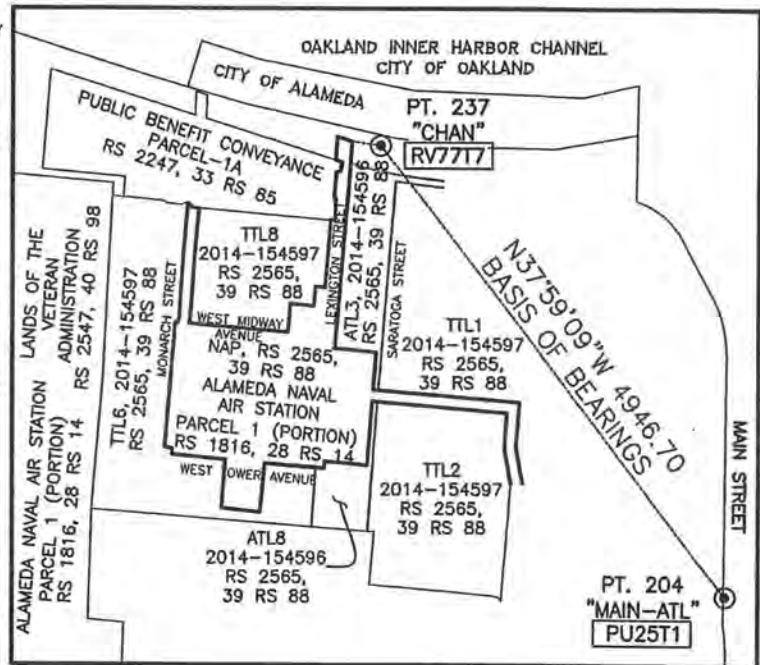 OAKLAND INNER HARBOR CHANNEL
CITY OF OAKLAND
CITY OF ALAMEDA
PT. 237
"CHAN"
RV77T7
PUBLIC BENEFIT CONVEYANCE
PARCEL-1A
RS 2247, 33 RS 85
LANDS OF THE
VETERAN
ADMINISTRATION
RS 2547, 40 RS 98
ALAMEDA NAVAL AIR STATION
PARCEL 1 (PORTION)
RS 1816, 28 RS 14
TTL6, 2014-154597
RS 2565, 39 RS 88
MONARCH STREET
TTL8
2014-154597
RS 2565,
39 RS 88
WEST MIDWAY
AVENUE
LEXINGTON STREET
ATL3, 2014-154596
RS 2565, 39 RS 88
SARATOGA STREET
TTL1
2014-154597
RS 2565,
39 RS 88
N37°59'09"W 4946.70
BASIS OF BEARINGS
MAIN STREET
NAP, RS 2565,
39 RS 88
ALAMEDA NAVAL
AIR STATION
PARCEL 1 (PORTION)
RS 1816, 28 RS 14
WEST OWER AVENUE
TTL2
2014-154597
RS 2565,
39 RS 88
ATL8
2014-154596
RS 2565,
39 RS 88
PT. 204
"MAIN-ATL"
PU25T1